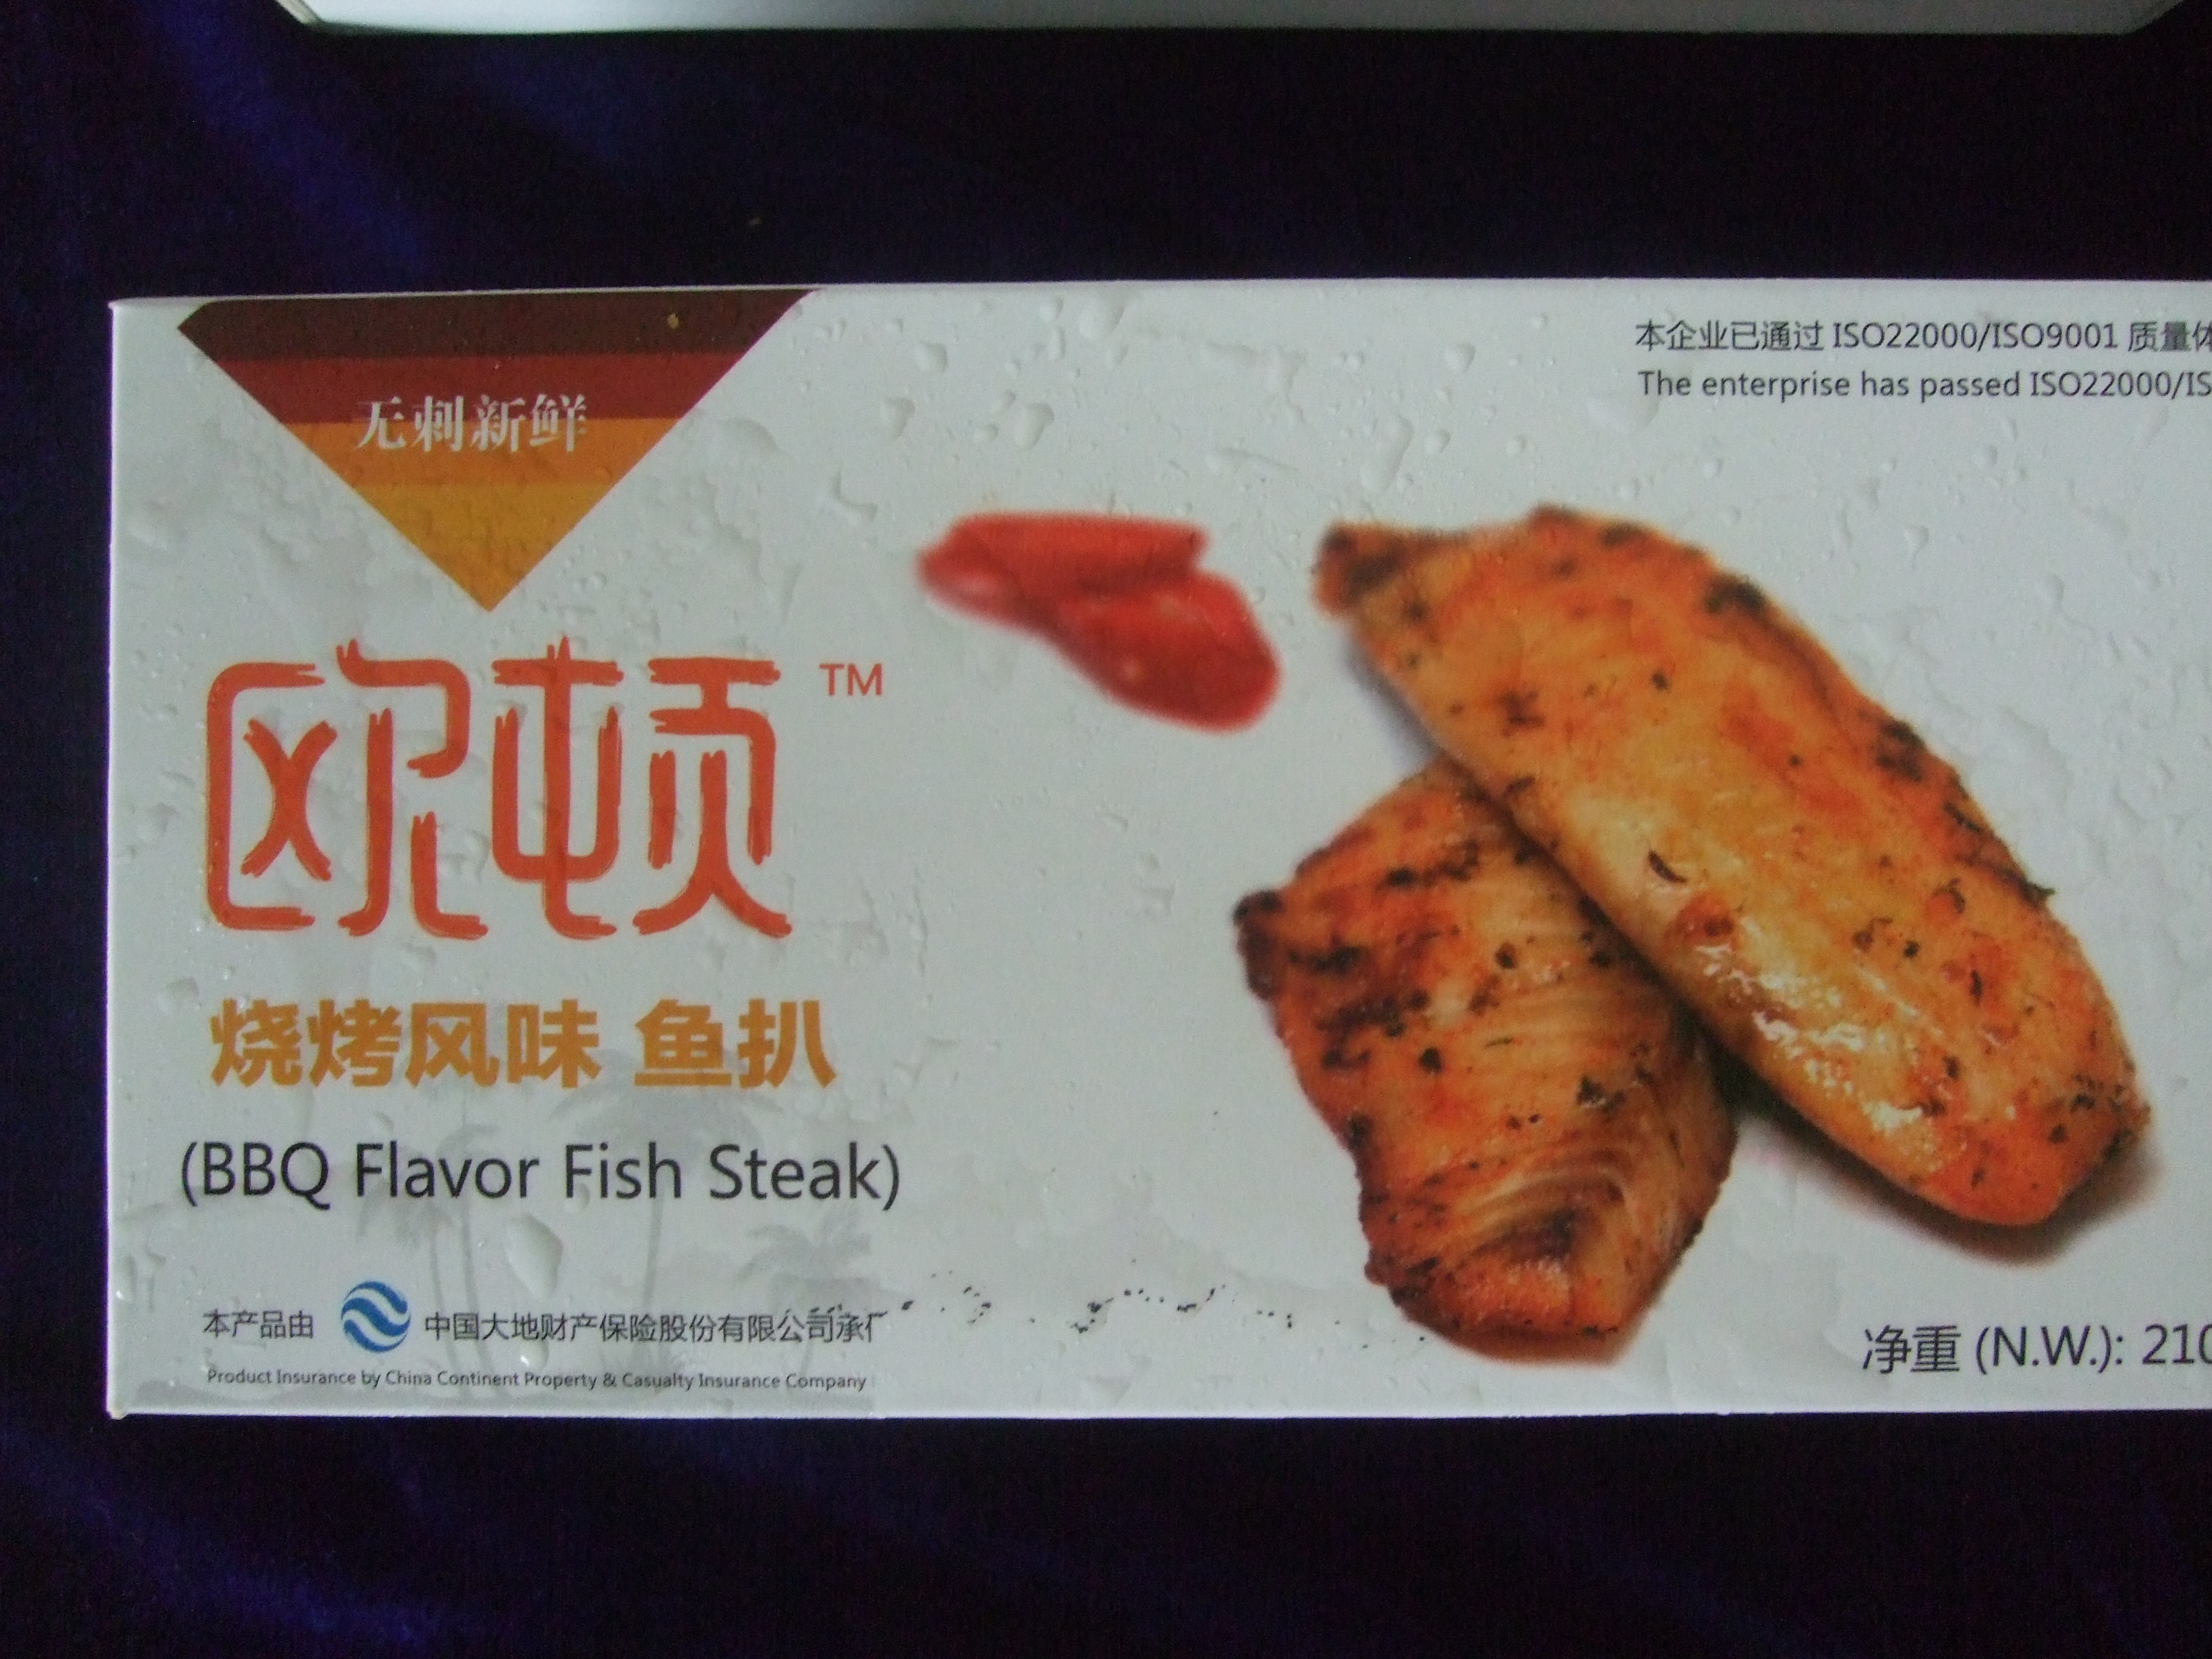 无刺新鲜
本企业已通过 ISO22000/ISO9001 质量体
The enterprise has passed ISO22000/IS
欧顿 TM
烧烤风味 鱼扒
(BBQ Flavor Fish Steak)
本产品由 中国大地财产保险股份有限公司承
Product Insurance by China Continent Property & Casualty Insurance Company
净重 (N.W.): 210